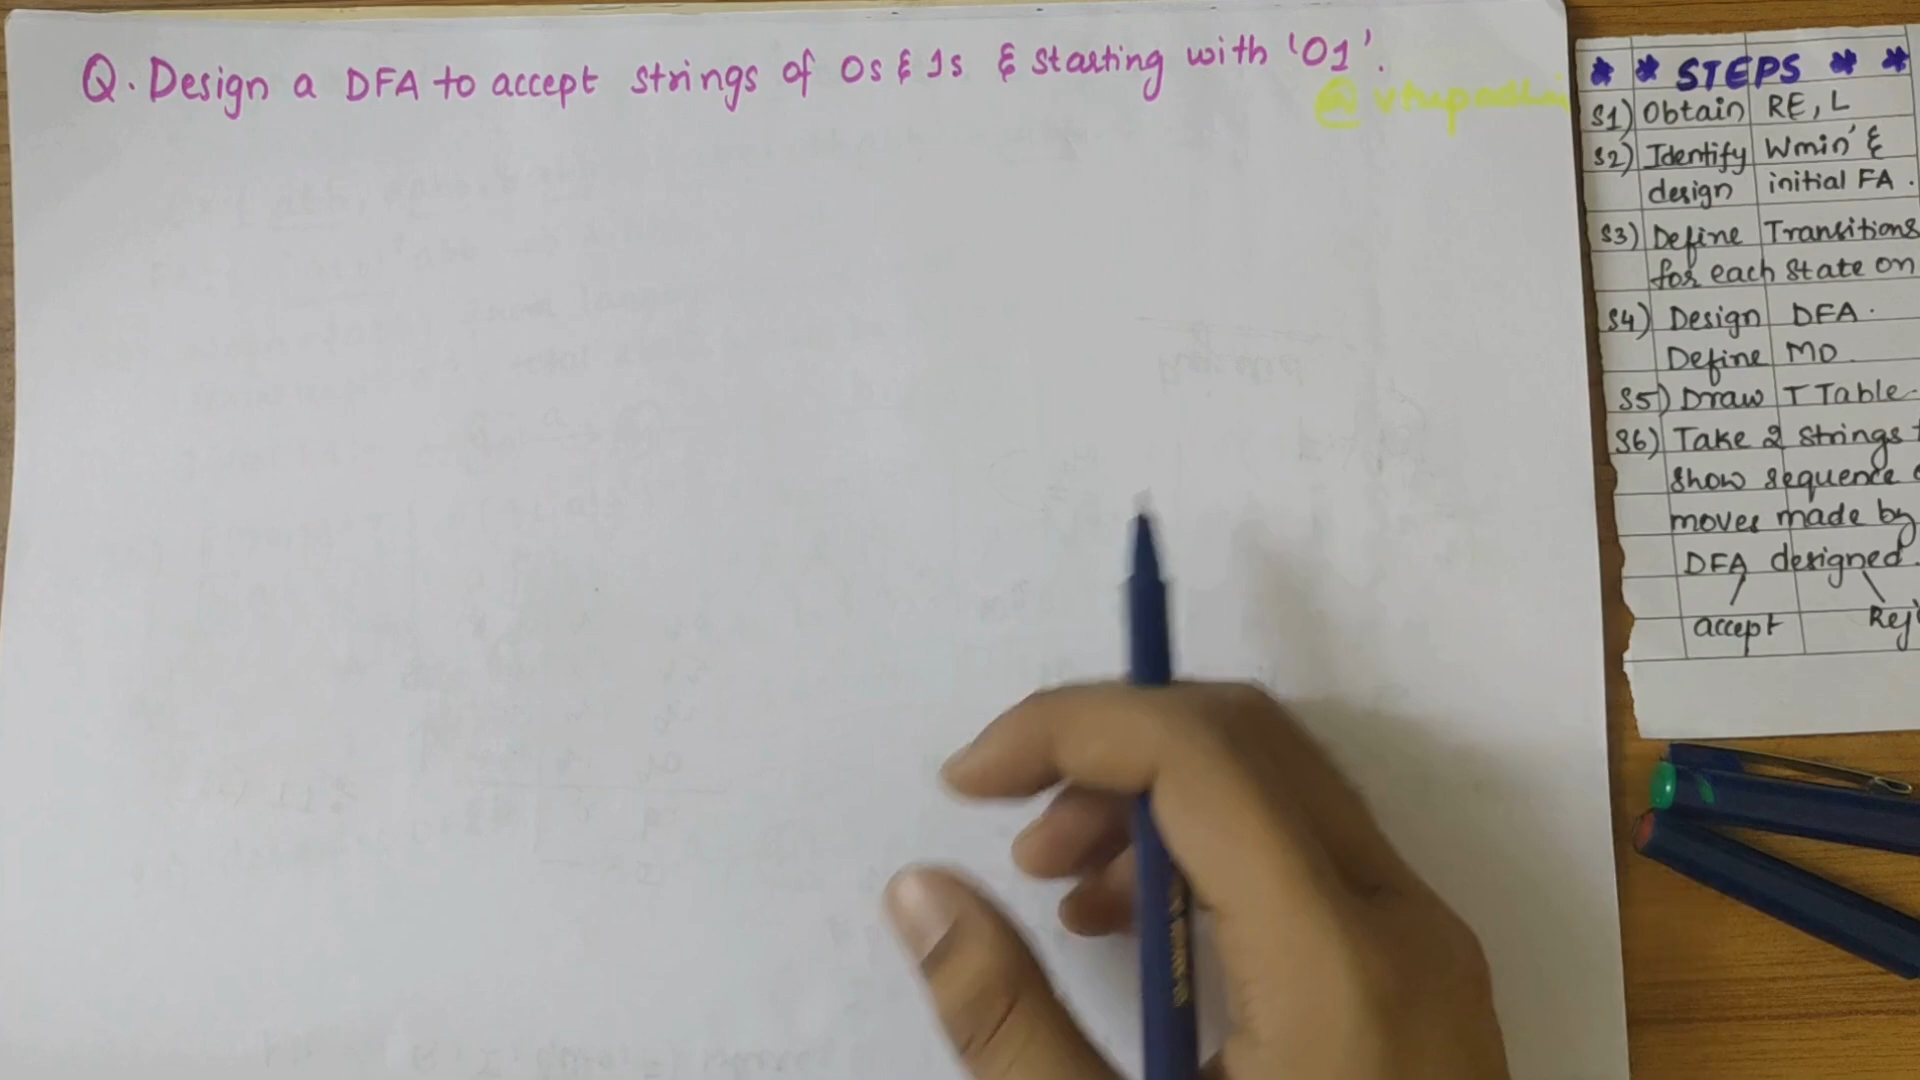 Q. Design a DFA to accept strings of 0s & 1s & starting with '01'.
* * STEPS * *
S1) Obtain RE, L
S2) Identify Wmin' &
design initial FA.
S3) Define Transitions
for each state on
S4) Design DFA.
Define MD.
S5) Draw T Table.
S6) Take 2 strings
show sequence
moves made by
DFA designed.
accept Rej